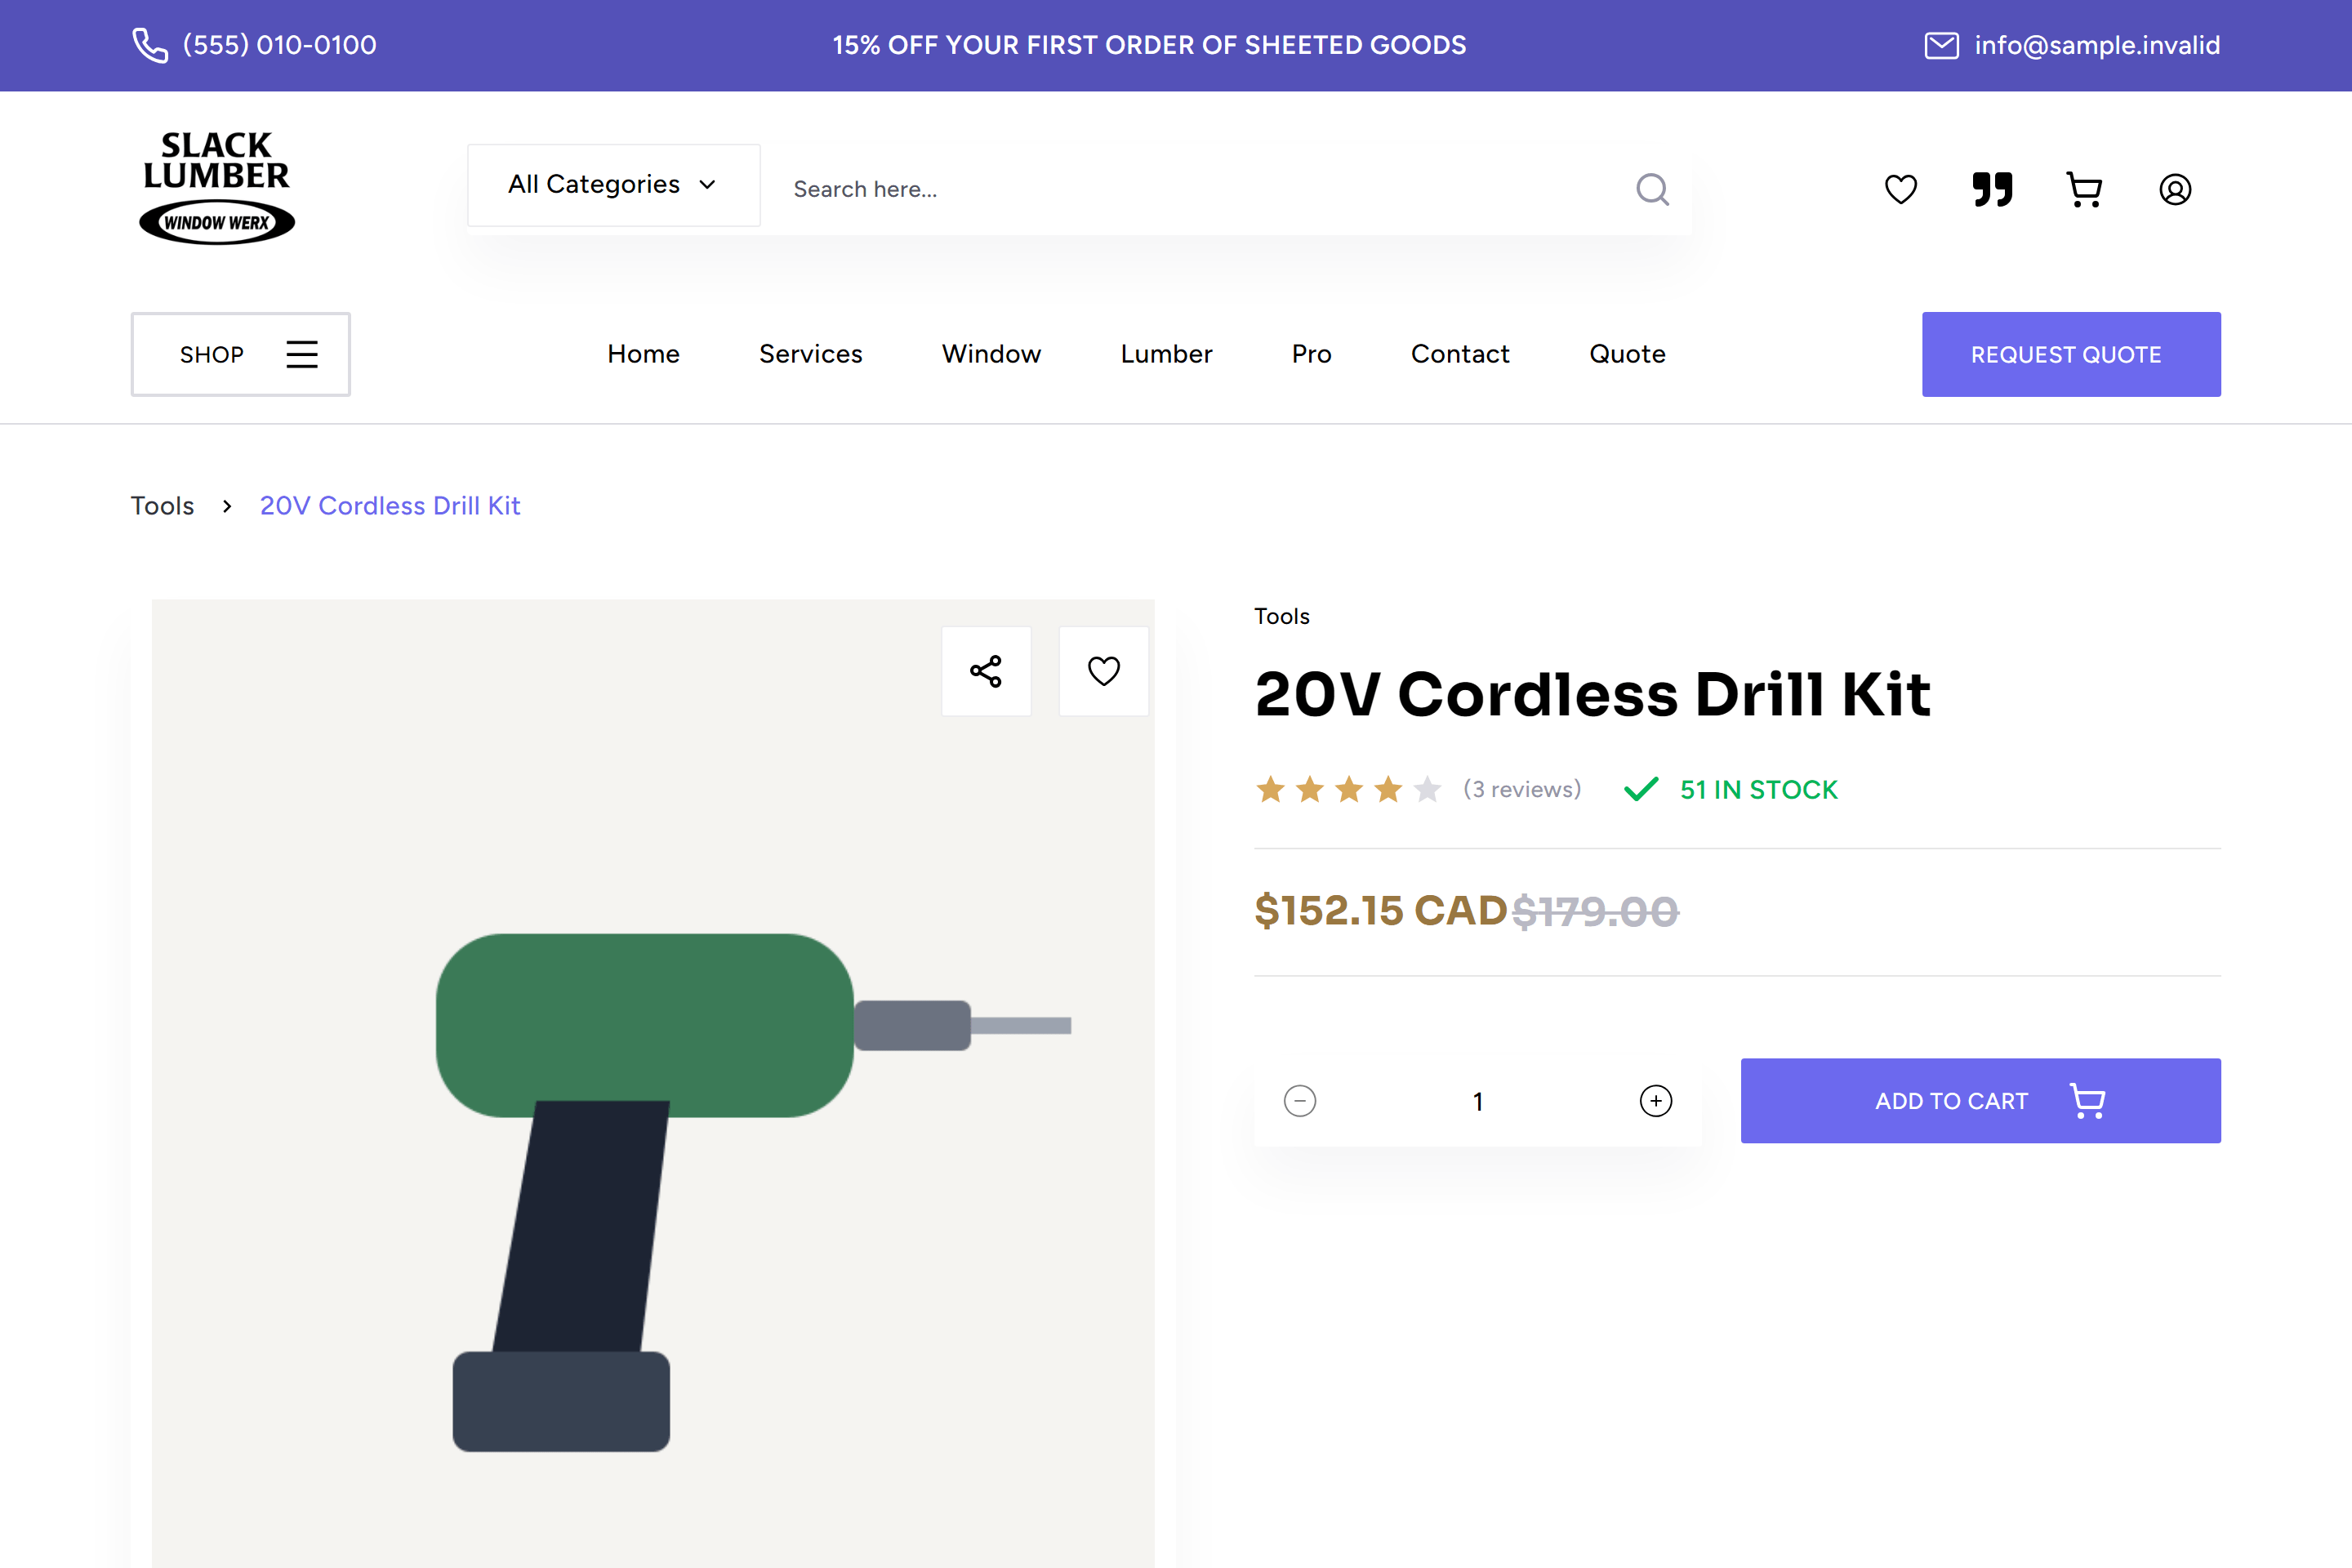 (555) 010-0100
15% OFF YOUR FIRST ORDER OF SHEETED GOODS
info@sample.invalid
SLACK
LUMBER
WINDOW WERX
All Categories
Search here...
SHOP
Home
Services
Window
Lumber
Pro
Contact
Quote
REQUEST QUOTE
Tools
20V Cordless Drill Kit
Tools
20V Cordless Drill Kit
(3 reviews)
51 IN STOCK
$152.15 CAD $179.00
1
ADD TO CART